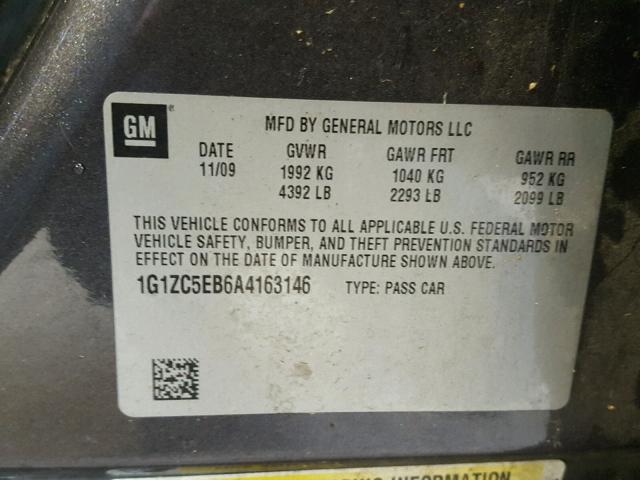 GM ®
MFD BY GENERAL MOTORS LLC
DATE GVWR GAWR FRT GAWR RR
11/09 1992 KG 1040 KG 952 KG
4392 LB 2293 LB 2099 LB
THIS VEHICLE CONFORMS TO ALL APPLICABLE U.S. FEDERAL MOTOR
VEHICLE SAFETY, BUMPER, AND THEFT PREVENTION STANDARDS IN
EFFECT ON THE DATE OF MANUFACTURE SHOWN ABOVE.
1G1ZC5EB6A4163146 TYPE: PASS CAR
INFORMATION